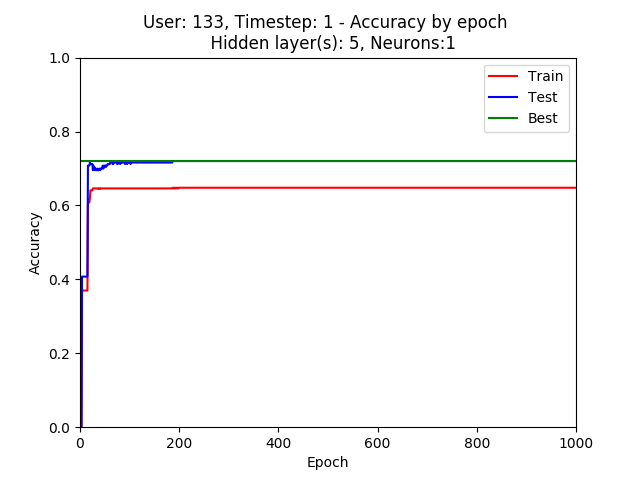 User: 133, Timestep: 1 - Accuracy by epoch
Hidden layer(s): 5, Neurons:1
1.0
0.8
0.6
0.4
0.2
0.0
Accuracy
Train
Test
Best
0 200 400 600 800 1000
Epoch